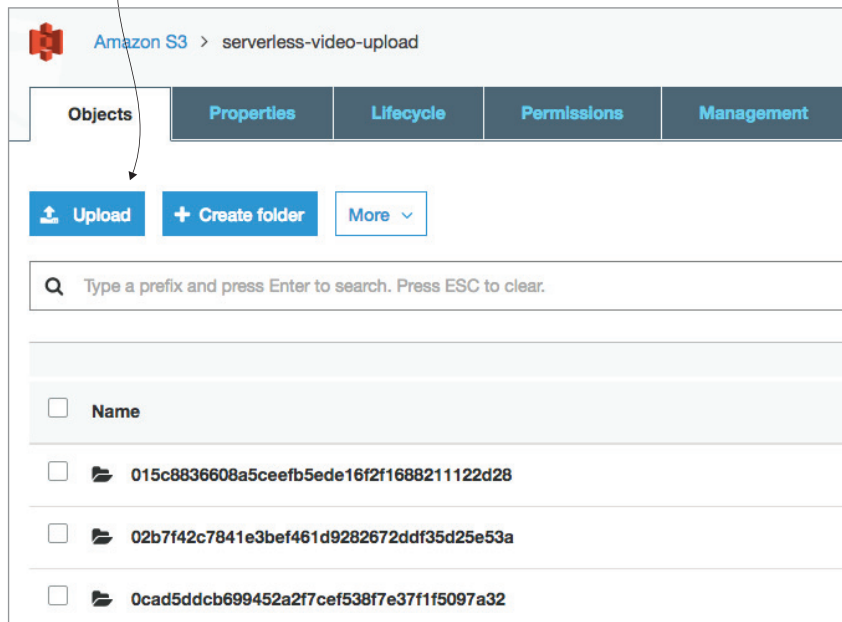 Amazon S3 > serverless-video-upload
Objects Properties Lifecycle Permissions Management
Upload + Create folder More
Type a prefix and press Enter to search. Press ESC to clear.
Name
015c8836608a5ceefb5ede16f2f1688211122d28
02b7f42c7841e3bef461d9282672ddf35d25e53a
0cad5ddcb699452a2f7cef538f7e37f1f5097a32